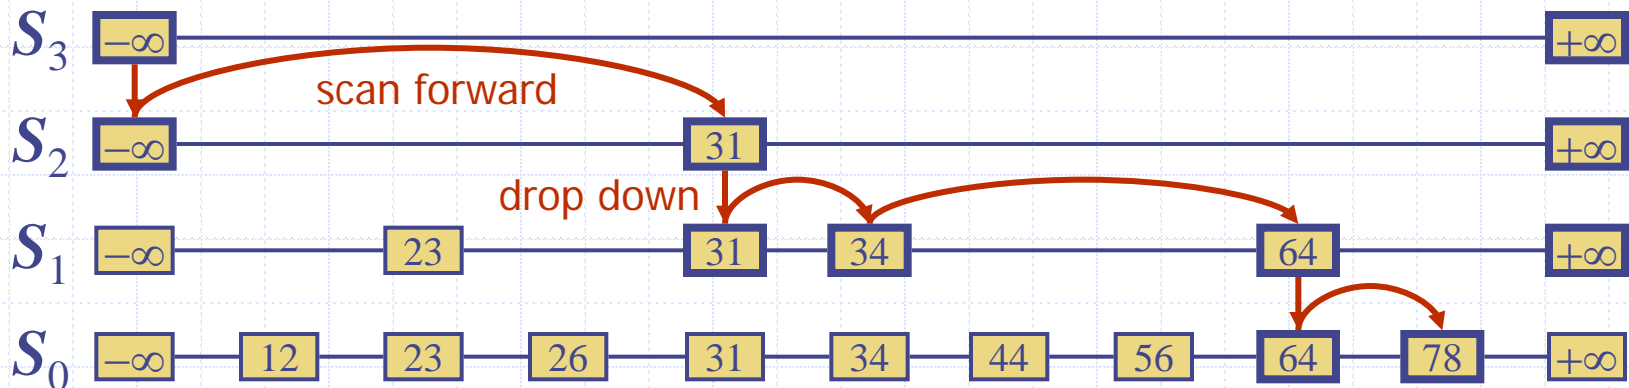 S3 −∞ +∞
scan forward
S2 −∞ 31 +∞
drop down
S1 −∞ 23 31 34 64 +∞
S0 −∞ 12 23 26 31 34 44 56 64 78 +∞